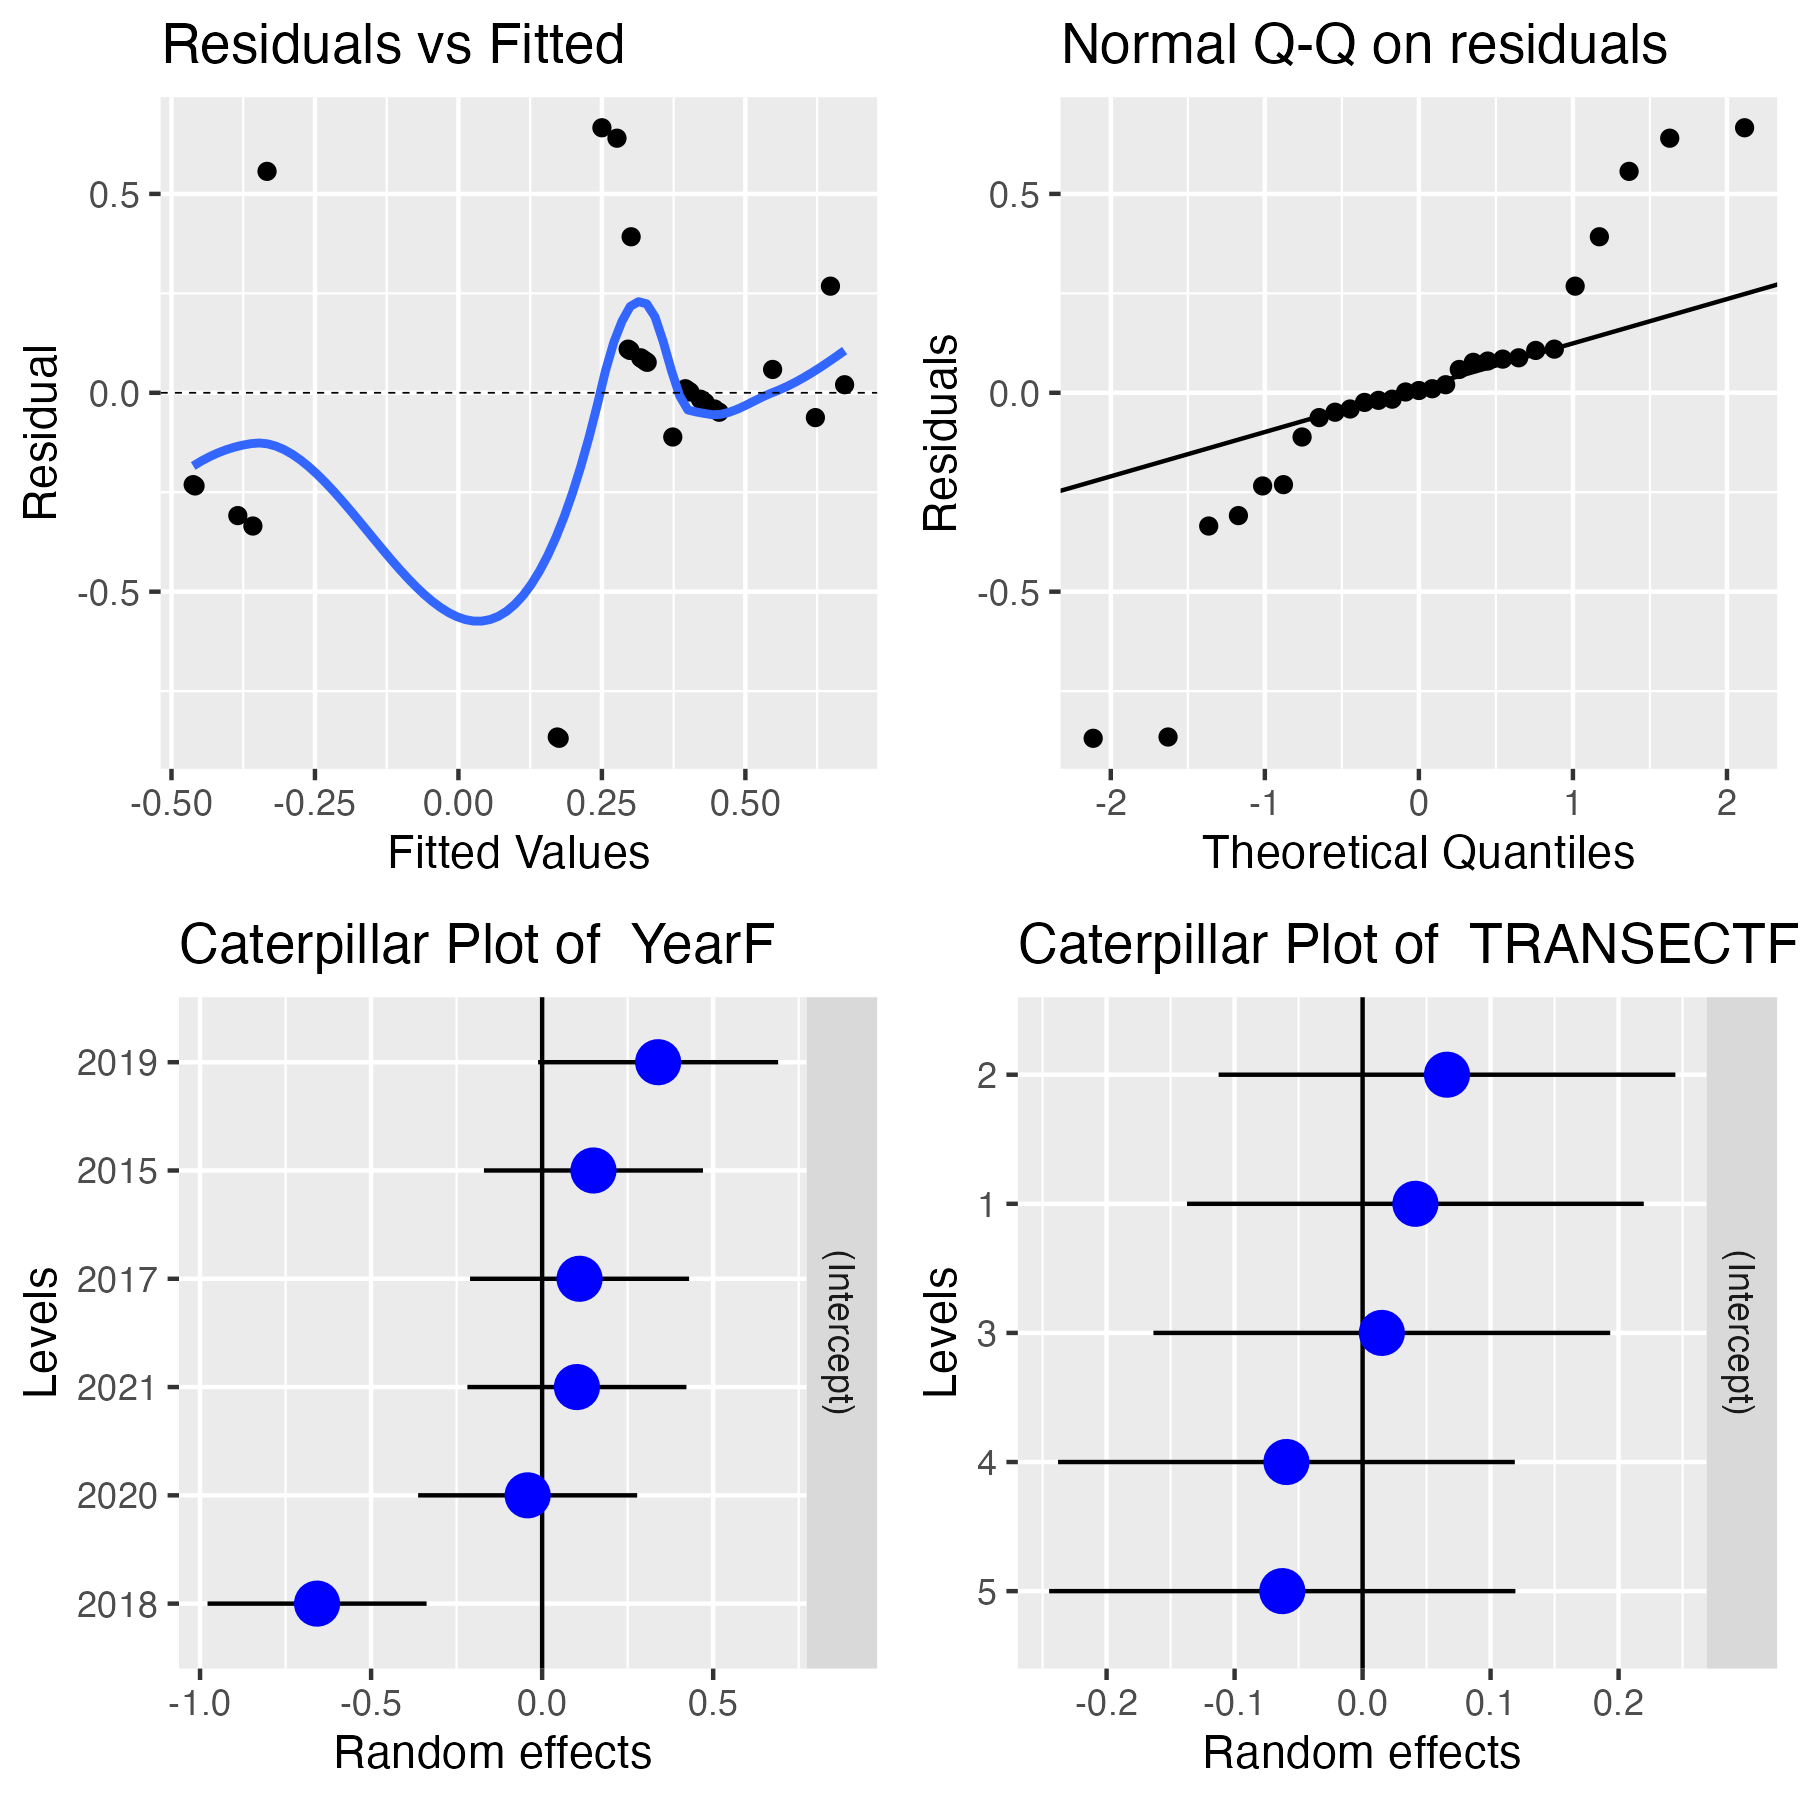 Residuals vs Fitted
Residual
0.5
0.0
-0.5
-0.50 -0.25 0.00 0.25 0.50
Fitted Values
Normal Q-Q on residuals
Residuals
0.5
0.0
-0.5
-2 -1 0 1 2
Theoretical Quantiles
Caterpillar Plot of YearF
Levels
2019
2015
2017
2021
2020
2018
(Intercept)
-1.0 -0.5 0.0 0.5
Random effects
Caterpillar Plot of TRANSECTF
Levels
2
1
3
4
5
(Intercept)
-0.2 -0.1 0.0 0.1 0.2
Random effects